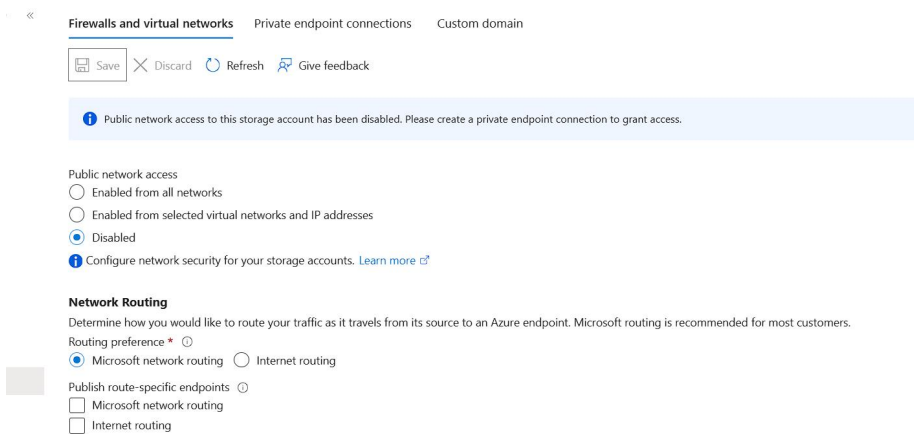 «
Firewalls and virtual networks Private endpoint connections Custom domain
Save Discard Refresh Give feedback
Public network access to this storage account has been disabled. Please create a private endpoint connection to grant access.
Public network access
Enabled from all networks
Enabled from selected virtual networks and IP addresses
Disabled
Configure network security for your storage accounts. Learn more
Network Routing
Determine how you would like to route your traffic as it travels from its source to an Azure endpoint. Microsoft routing is recommended for most customers.
Routing preference *
Microsoft network routing Internet routing
Publish route-specific endpoints
Microsoft network routing
Internet routing